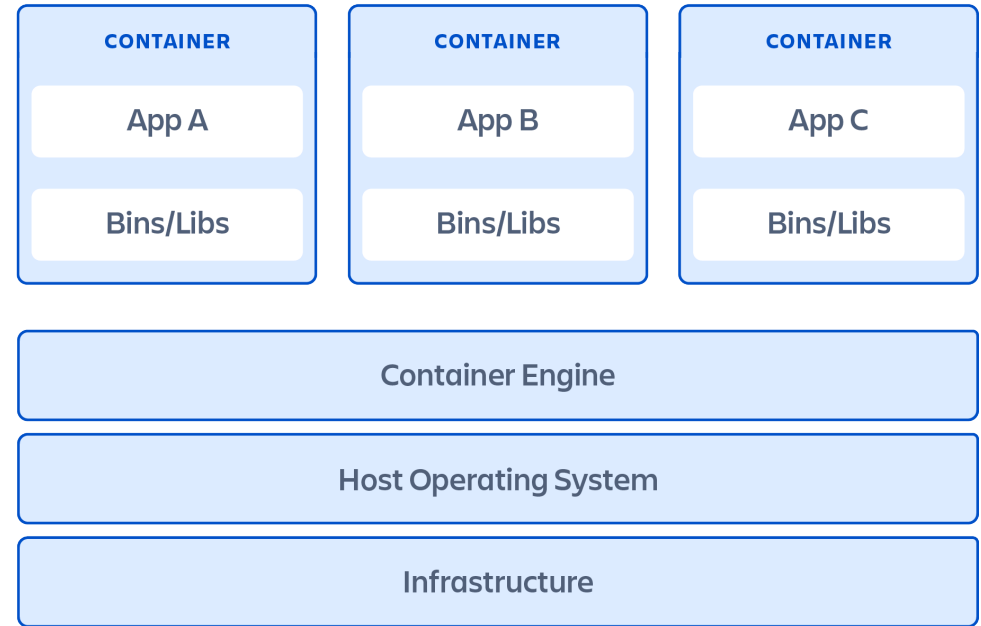 CONTAINER CONTAINER CONTAINER
App A App B App C
Bins/Libs Bins/Libs Bins/Libs
Container Engine
Host Operating System
Infrastructure